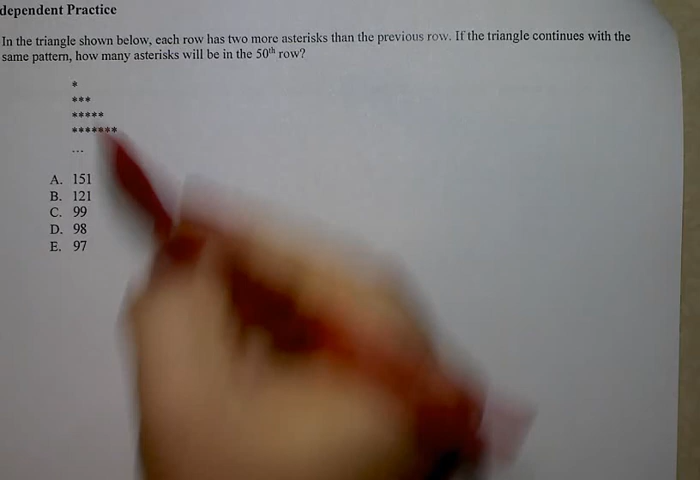 dependent Practice
In the triangle shown below, each row has two more asterisks than the previous row. If the triangle continues with the
same pattern, how many asterisks will be in the 50th row?
*
***
*****
*******
...
A. 151
B. 121
C. 99
D. 98
E. 97